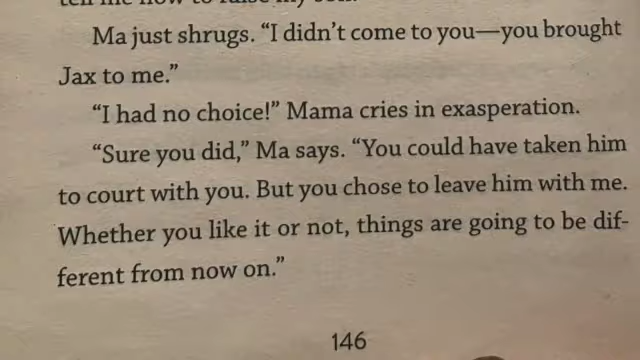 Ma just shrugs. “I didn’t come to you—you brought
Jax to me.”
“I had no choice!” Mama cries in exasperation.
“Sure you did,” Ma says. “You could have taken him
to court with you. But you chose to leave him with me.
Whether you like it or not, things are going to be dif-
ferent from now on.”
146